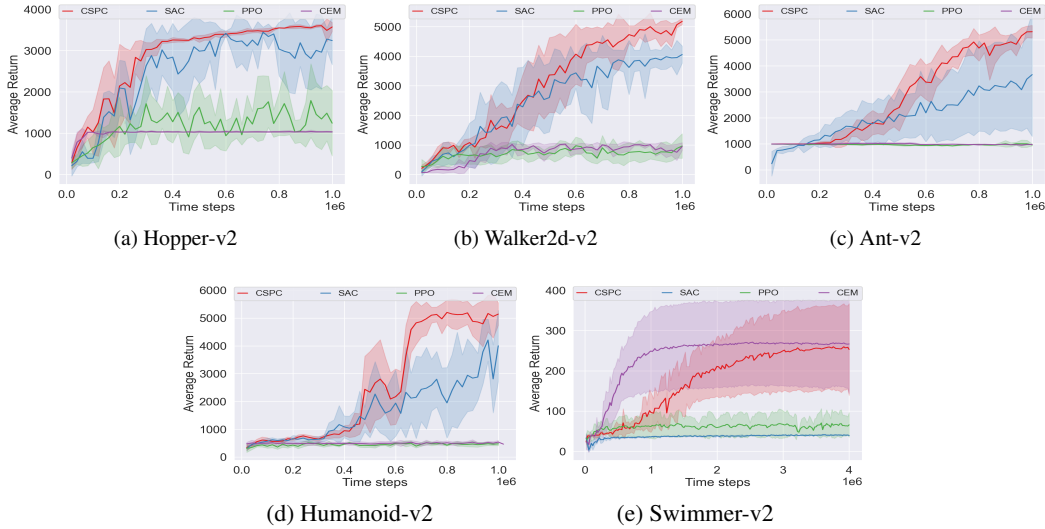 CSPC SAC PPO CEM
Average Return
4000
3000
2000
1000
0
0.0 0.2 0.4 0.6 0.8 1.0
Time steps
1e6
(a) Hopper-v2
CSPC SAC PPO CEM
Average Return
5000
4000
3000
2000
1000
0
0.0 0.2 0.4 0.6 0.8 1.0
Time steps
1e6
(b) Walker2d-v2
CSPC SAC PPO CEM
Average Return
6000
5000
4000
3000
2000
1000
0
0.0 0.2 0.4 0.6 0.8 1.0
Time steps
1e6
(c) Ant-v2
CSPC SAC PPO CEM
Average Return
6000
5000
4000
3000
2000
1000
0
0.0 0.2 0.4 0.6 0.8 1.0
Time steps
1e6
(d) Humanoid-v2
CSPC SAC PPO CEM
Average Return
400
300
200
100
0
0 1 2 3 4
Time steps
1e6
(e) Swimmer-v2